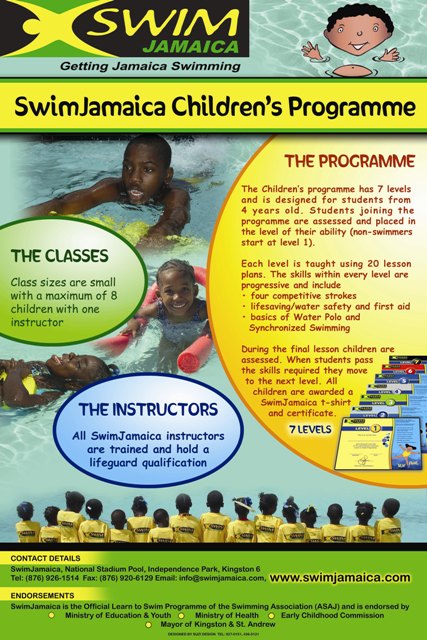 SWIM
JAMAICA
Getting Jamaica Swimming
SwimJamaica Children's Programme
THE PROGRAMME
The Children's programme has 7 levels
and is designed for students from
4 years old. Students joining the
programme are assessed and placed in
the level of their ability (non-swimmers
start at level 1).
Each level is taught using 20 lesson
plans. The skills within every level are
progressive and include
• four competitive strokes
• lifesaving/water safety and first aid
• basics of Water Polo and
Synchronized Swimming
During the final lesson children are
assessed. When students pass
the skills required they move
to the next level. All
children are awarded a
SwimJamaica t-shirt
and certificate.
7 LEVELS
LEVEL 1
THE CLASSES
Class sizes are small
with a maximum of 8
children with one
instructor
THE INSTRUCTORS
All SwimJamaica instructors
are trained and hold a
lifeguard qualification
CONTACT DETAILS
SwimJamaica, National Stadium Pool, Independence Park, Kingston 6
Tel: (876) 926-1514 Fax: (876) 920-6129 Email: info@swimjamaica.com, www.swimjamaica.com
ENDORSEMENTS
SwimJamaica is the Official Learn to Swim Programme of the Swimming Association (ASAJ) and is endorsed by
Ministry of Education & Youth Ministry of Health Early Childhood Commission
Mayor of Kingston & St. Andrew